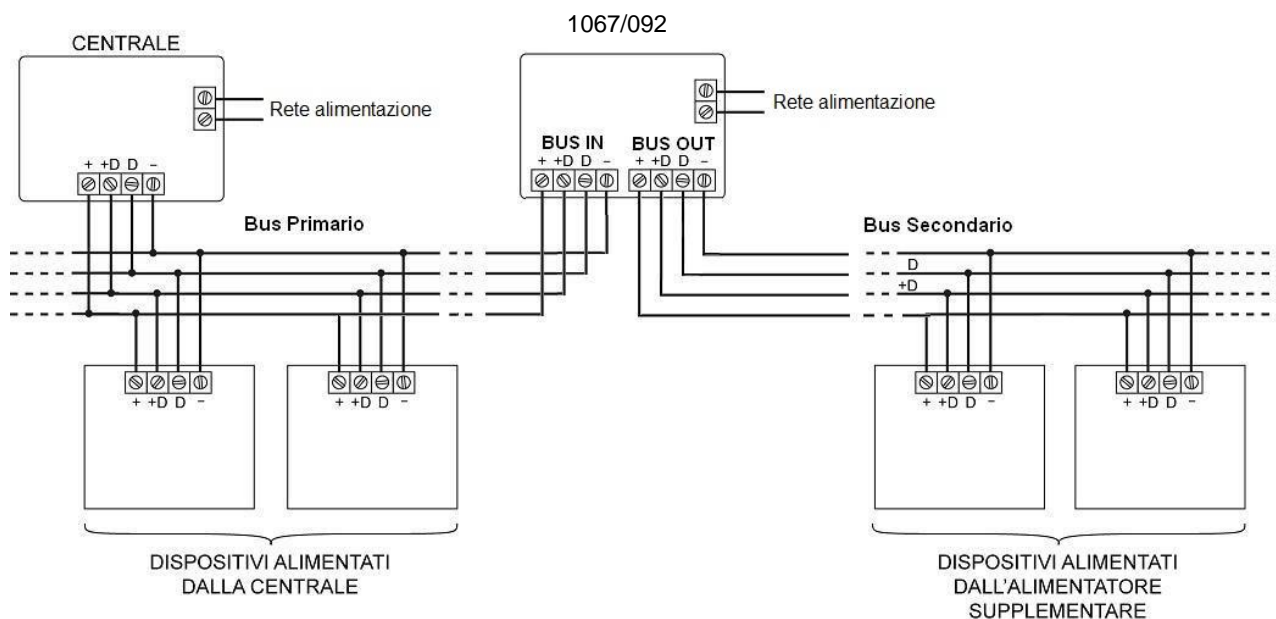 1067/092
CENTRALE
Rete alimentazione
Rete alimentazione
BUS IN BUS OUT
+ +D D – + +D D –
+ +D D –
Bus Primario
Bus Secondario
D
+D
+ +D D –
+ +D D –
+ +D D –
+ +D D –
DISPOSITIVI ALIMENTATI
DALLA CENTRALE
DISPOSITIVI ALIMENTATI
DALL'ALIMENTATORE
SUPPLEMENTARE